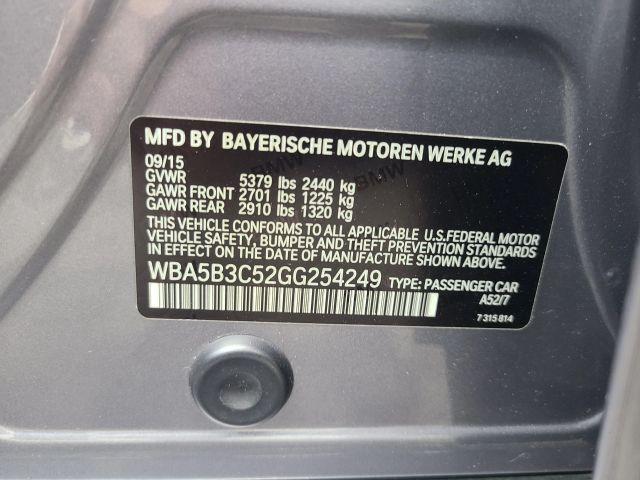 MFD BY BAYERISCHE MOTOREN WERKE AG
09/15
GVWR 5379 lbs 2440 kg
GAWR FRONT 2701 lbs 1225 kg
GAWR REAR 2910 lbs 1320 kg
THIS VEHICLE CONFORMS TO ALL APPLICABLE U.S.FEDERAL MOTOR
VEHICLE SAFETY, BUMPER AND THEFT PREVENTION STANDARDS
IN EFFECT ON THE DATE OF MANUFACTURE SHOWN ABOVE.
WBA5B3C52GG254249 TYPE: PASSENGER CAR
A52/7
7 315 814
BMW
BMW